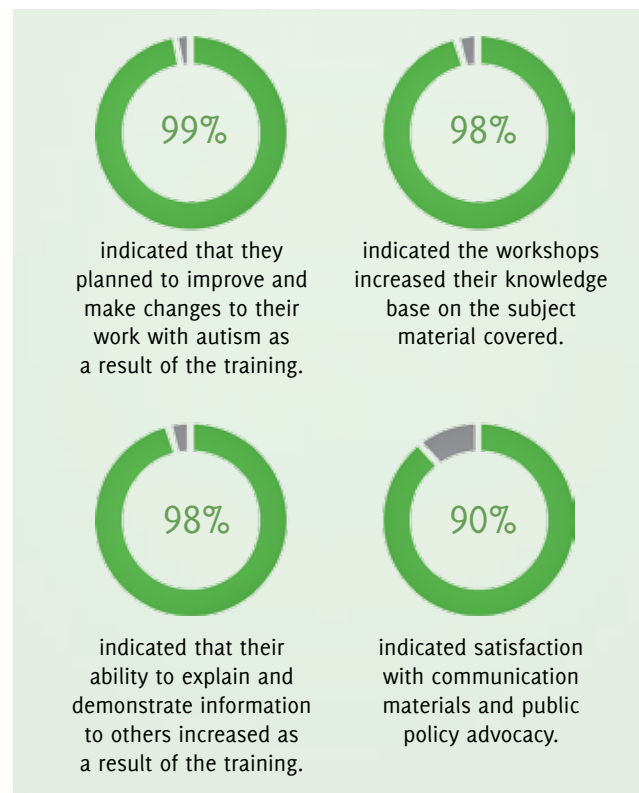 99%
indicated that they
planned to improve and
make changes to their
work with autism as
a result of the training.
98%
indicated the workshops
increased their knowledge
base on the subject
material covered.
98%
indicated that their
ability to explain and
demonstrate information
to others increased as
a result of the training.
90%
indicated satisfaction
with communication
materials and public
policy advocacy.